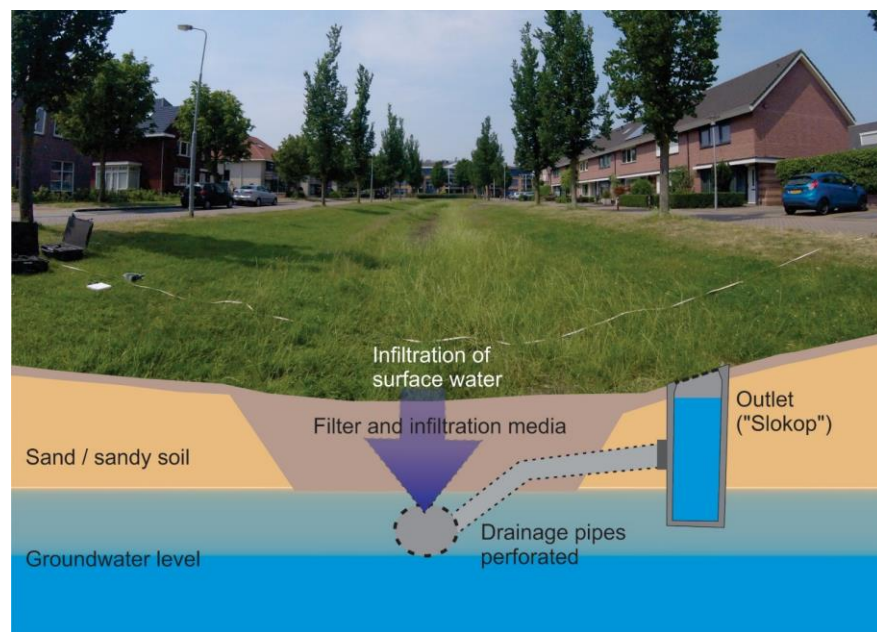 Infiltration of
surface water
Filter and infiltration media
Outlet
("Slokop")
Sand / sandy soil
Drainage pipes
perforated
Groundwater level